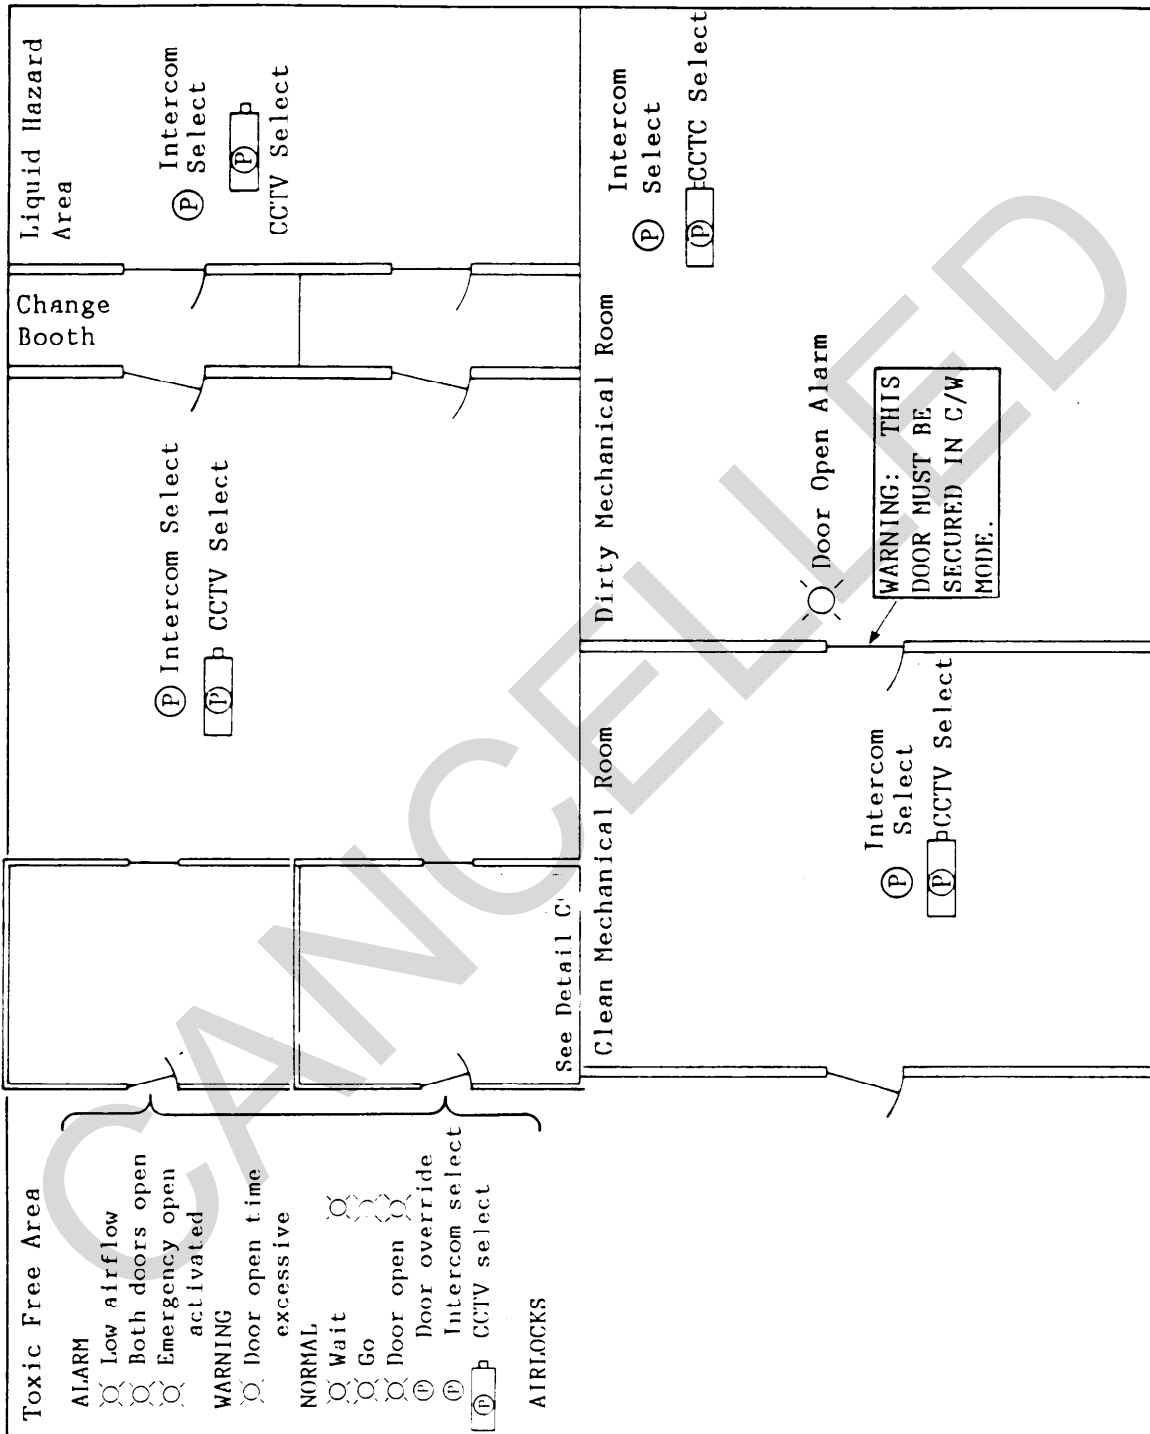 Toxic Free Area
ALARM
Low airflow
Both doors open
Emergency open
activated
WARNING
Door open time
excessive
NORMAL
Wait
Go
Door open
P Door override
P Intercom select
P CCTV select
AIRLOCKS
See Detail C
P Intercom Select
P CCTV Select
Change
Booth
Liquid Hazard
Area
P Intercom
Select
P
CCTV Select
Clean Mechanical Room
P Intercom
Select
P CCTV Select
Dirty Mechanical Room
Door Open Alarm
WARNING: THIS
DOOR MUST BE
SECURED IN C/W
MODE.
P Intercom
Select
P CCTC Select
CANCELLED